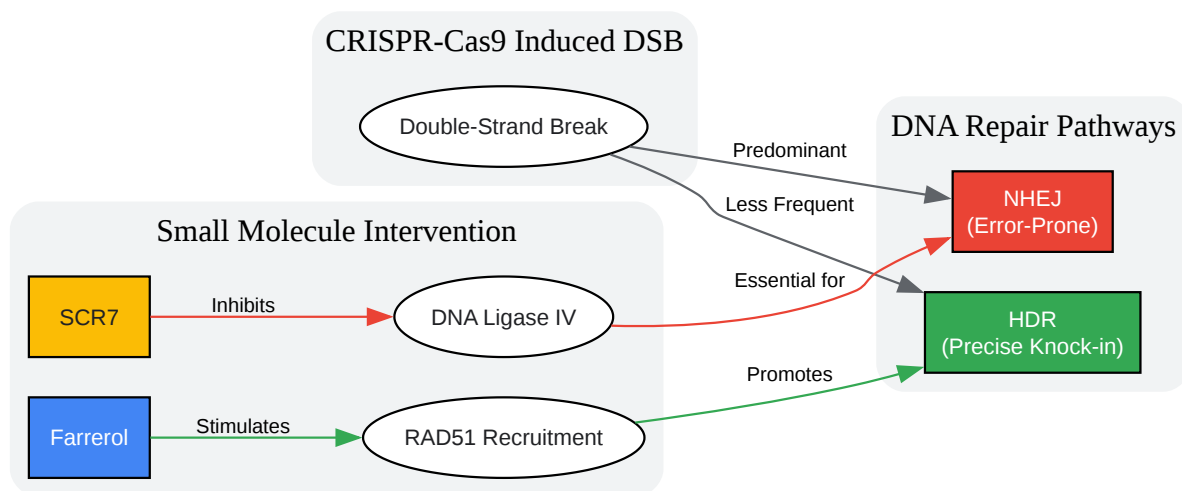 CRISPR-Cas9 Induced DSB
Double-Strand Break
DNA Repair Pathways
Predominant
NHEJ
(Error-Prone)
Less Frequent
Small Molecule Intervention
Essential for
SCR7
Inhibits
DNA Ligase IV
HDR
(Precise Knock-in)
Promotes
Farrerol
Stimulates
RAD51 Recruitment